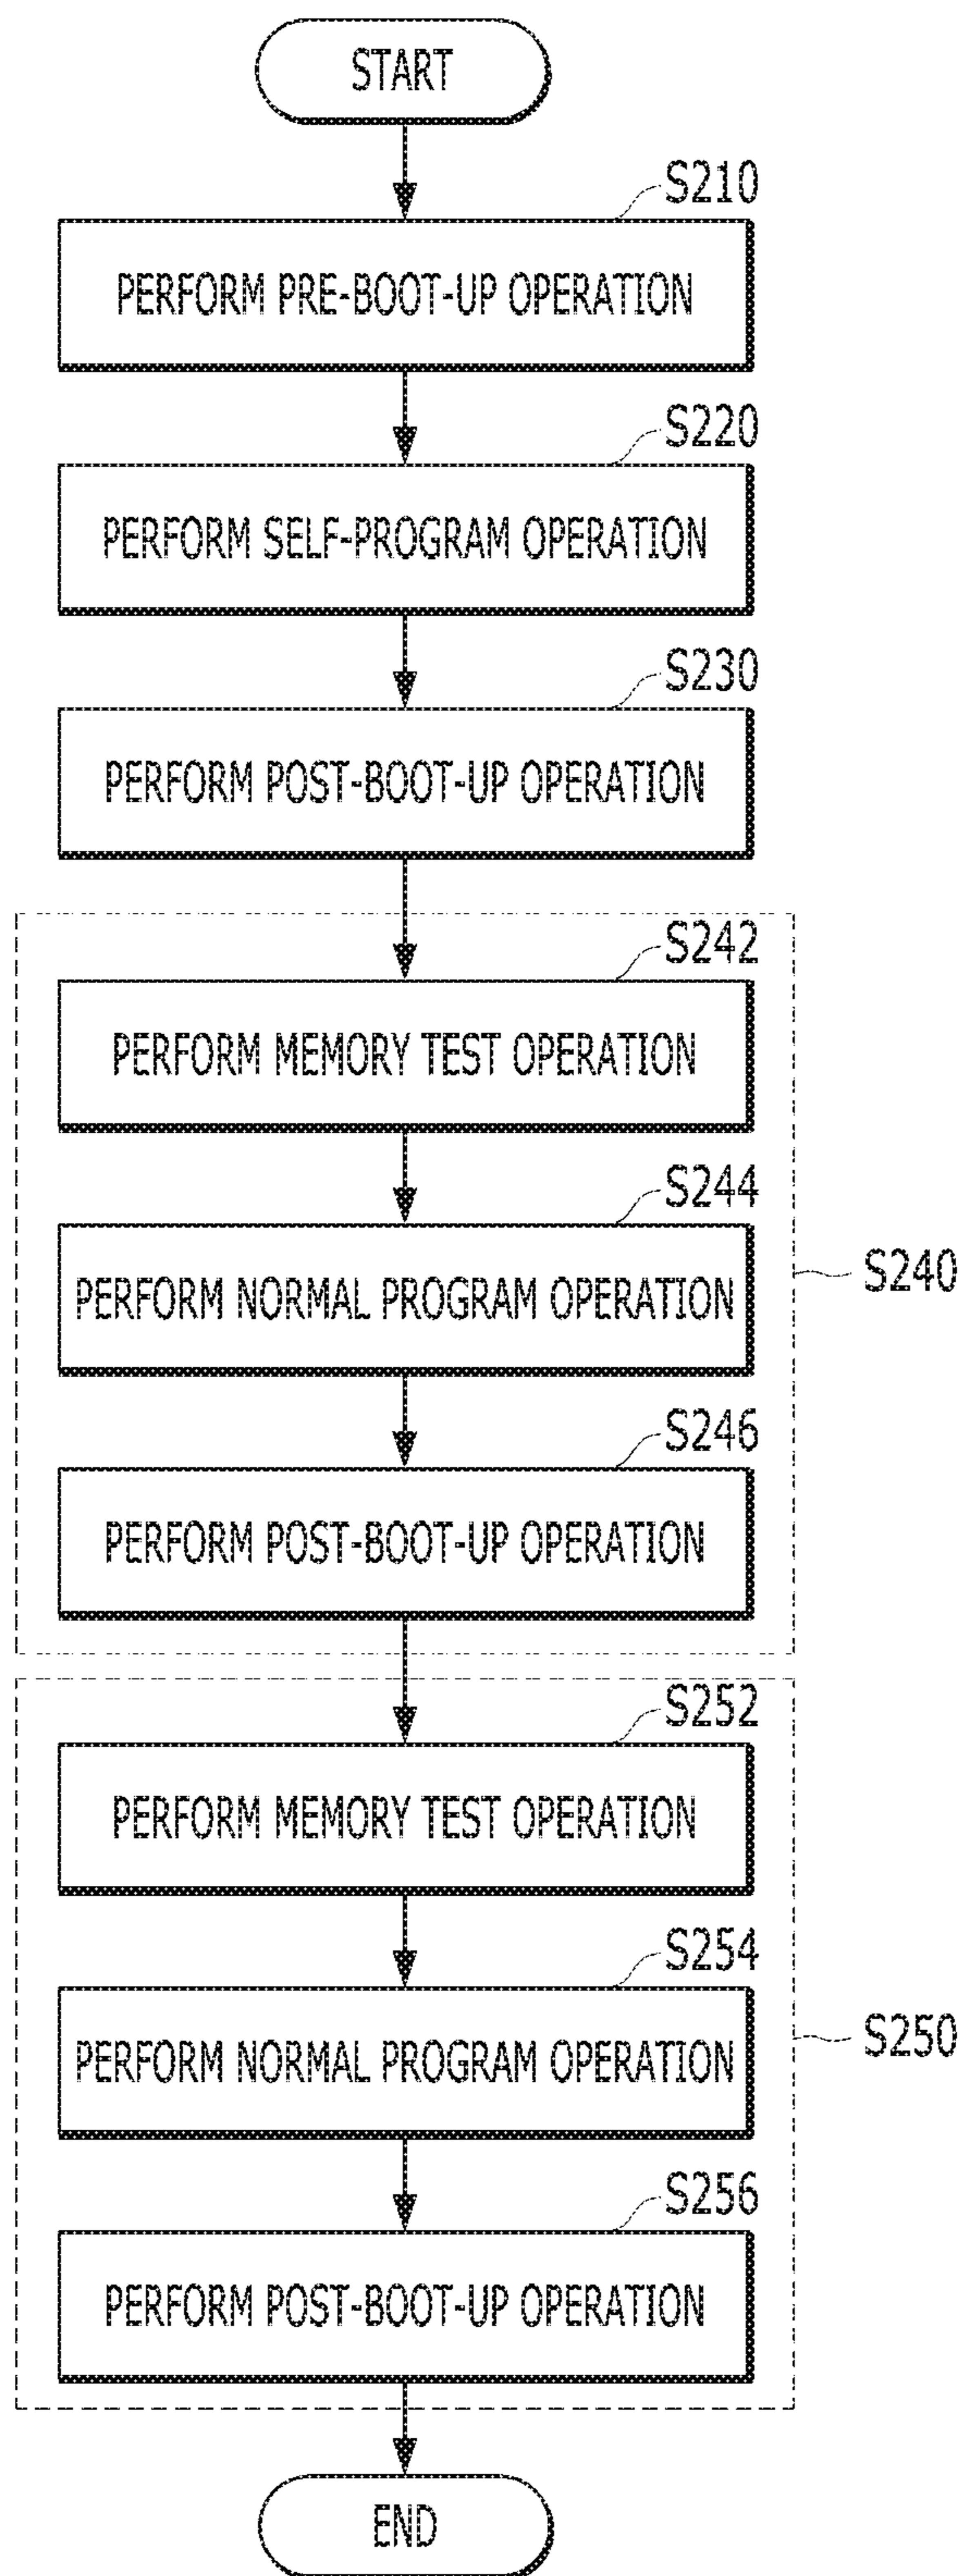 START
S210
PERFORM PRE-BOOT-UP OPERATION
S220
PERFORM SELF-PROGRAM OPERATION
S230
PERFORM POST-BOOT-UP OPERATION
S242
PERFORM MEMORY TEST OPERATION
S244
PERFORM NORMAL PROGRAM OPERATION
S240
S246
PERFORM POST-BOOT-UP OPERATION
S252
PERFORM MEMORY TEST OPERATION
S254
PERFORM NORMAL PROGRAM OPERATION
S250
S256
PERFORM POST-BOOT-UP OPERATION
END